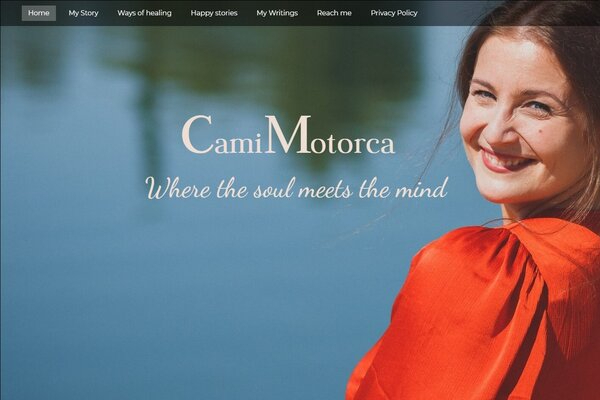 Home My Story Ways of healing Happy stories My Writings Reach me Privacy Policy
CamiMotorca
Where the soul meets the mind